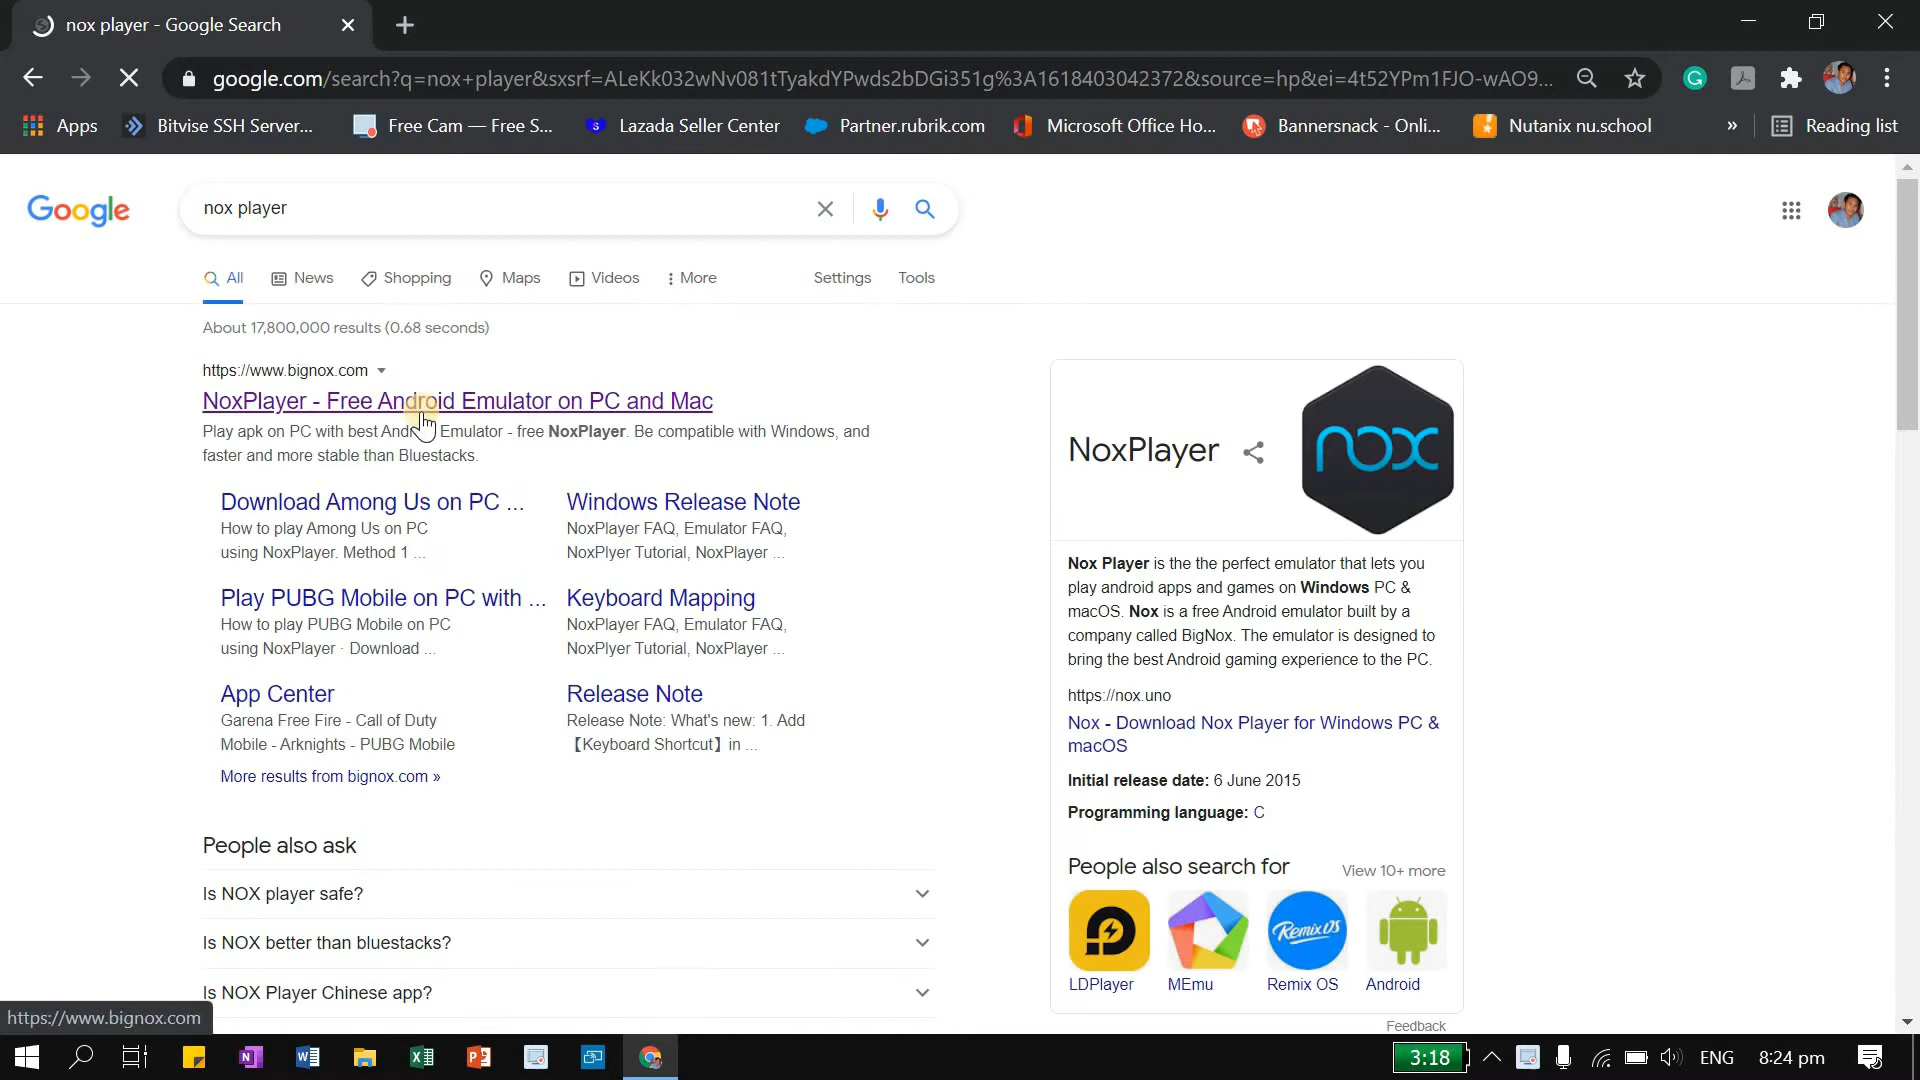 nox player - Google Search
google.com/search?q=nox+player&sxsrf=ALeKk032wNv081tTyakdYPwds2bDGi351g%3A1618403042372&source=hp&ei=4t52YPm1FJO-wAO9...
Apps
Bitvise SSH Server...
Free Cam — Free S...
Lazada Seller Center
Partner.rubrik.com
Microsoft Office Ho...
Bannersnack - Onli...
Nutanix nu.school
»
Reading list
Google
nox player
All
News
Shopping
Maps
Videos
More
Settings
Tools
About 17,800,000 results (0.68 seconds)
https://www.bignox.com
NoxPlayer - Free Android Emulator on PC and Mac
Play apk on PC with best Emulator - free NoxPlayer. Be compatible with Windows, and
faster and more stable than Bluestacks.
Download Among Us on PC ...
How to play Among Us on PC
using NoxPlayer. Method 1 ...
Windows Release Note
NoxPlayer FAQ, Emulator FAQ,
NoxPlyer Tutorial, NoxPlayer ...
Play PUBG Mobile on PC with ...
How to play PUBG Mobile on PC
using NoxPlayer · Download ...
Keyboard Mapping
NoxPlayer FAQ, Emulator FAQ,
NoxPlyer Tutorial, NoxPlayer ...
App Center
Garena Free Fire - Call of Duty
Mobile - Arknights - PUBG Mobile
Release Note
Release Note: What's new: 1. Add
【Keyboard Shortcut】in ...
More results from bignox.com »
People also ask
Is NOX player safe?
Is NOX better than bluestacks?
Is NOX Player Chinese app?
NoxPlayer
nox
Nox Player is the the perfect emulator that lets you
play android apps and games on Windows PC &
macOS. Nox is a free Android emulator built by a
company called BigNox. The emulator is designed to
bring the best Android gaming experience to the PC.
https://nox.uno
Nox - Download Nox Player for Windows PC &
macOS
Initial release date: 6 June 2015
Programming language: C
People also search for
View 10+ more
Remix OS
LDPlayer
MEmu
Remix OS
Android
Feedback
https://www.bignox.com
3:18
ENG
8:24 pm